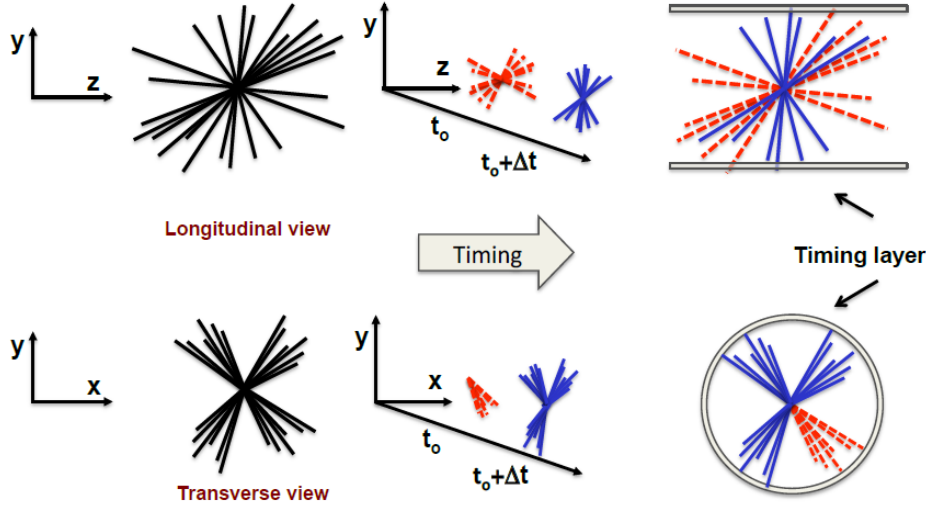 y
z
y
z
t₀
t₀+Δt
Longitudinal view
Timing
Timing layer
y
x
y
x
t₀
t₀+Δt
Transverse view